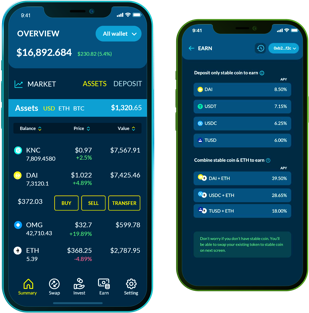 9:41
OVERVIEW
All wallet
$16,892.684
$230.82 (5.4%)
MARKET ASSETS DEPOSIT
Assets USD ETH BTC $1,320.65
Balance Price Value
KNC $0.97 $7,567.91
7,809.4580 +2.5%
DAI $1.022 $7,425.46
7,3120.1 +4.89%
$372.03 BUY SELL TRANSFER
OMG $32.7 $599.78
42,710.43 +19.89%
ETH $368.25 $2,787.95
5.39 -4.89%
Summary Swap Invest Earn Setting
9:41
EARN
Deposit only stable coin to earn
APY
DAI 8.50%
USDT 7.15%
USDC 6.25%
TUSD 6.00%
Combine stable coin & ETH to earn
APY
DAI + ETH 39.50%
USDC + ETH 28.65%
TUSD + ETH 18.00%
Don't worry if you don't have stable coin. You'll
be able to swap your existing token to stable coin
on next screen.